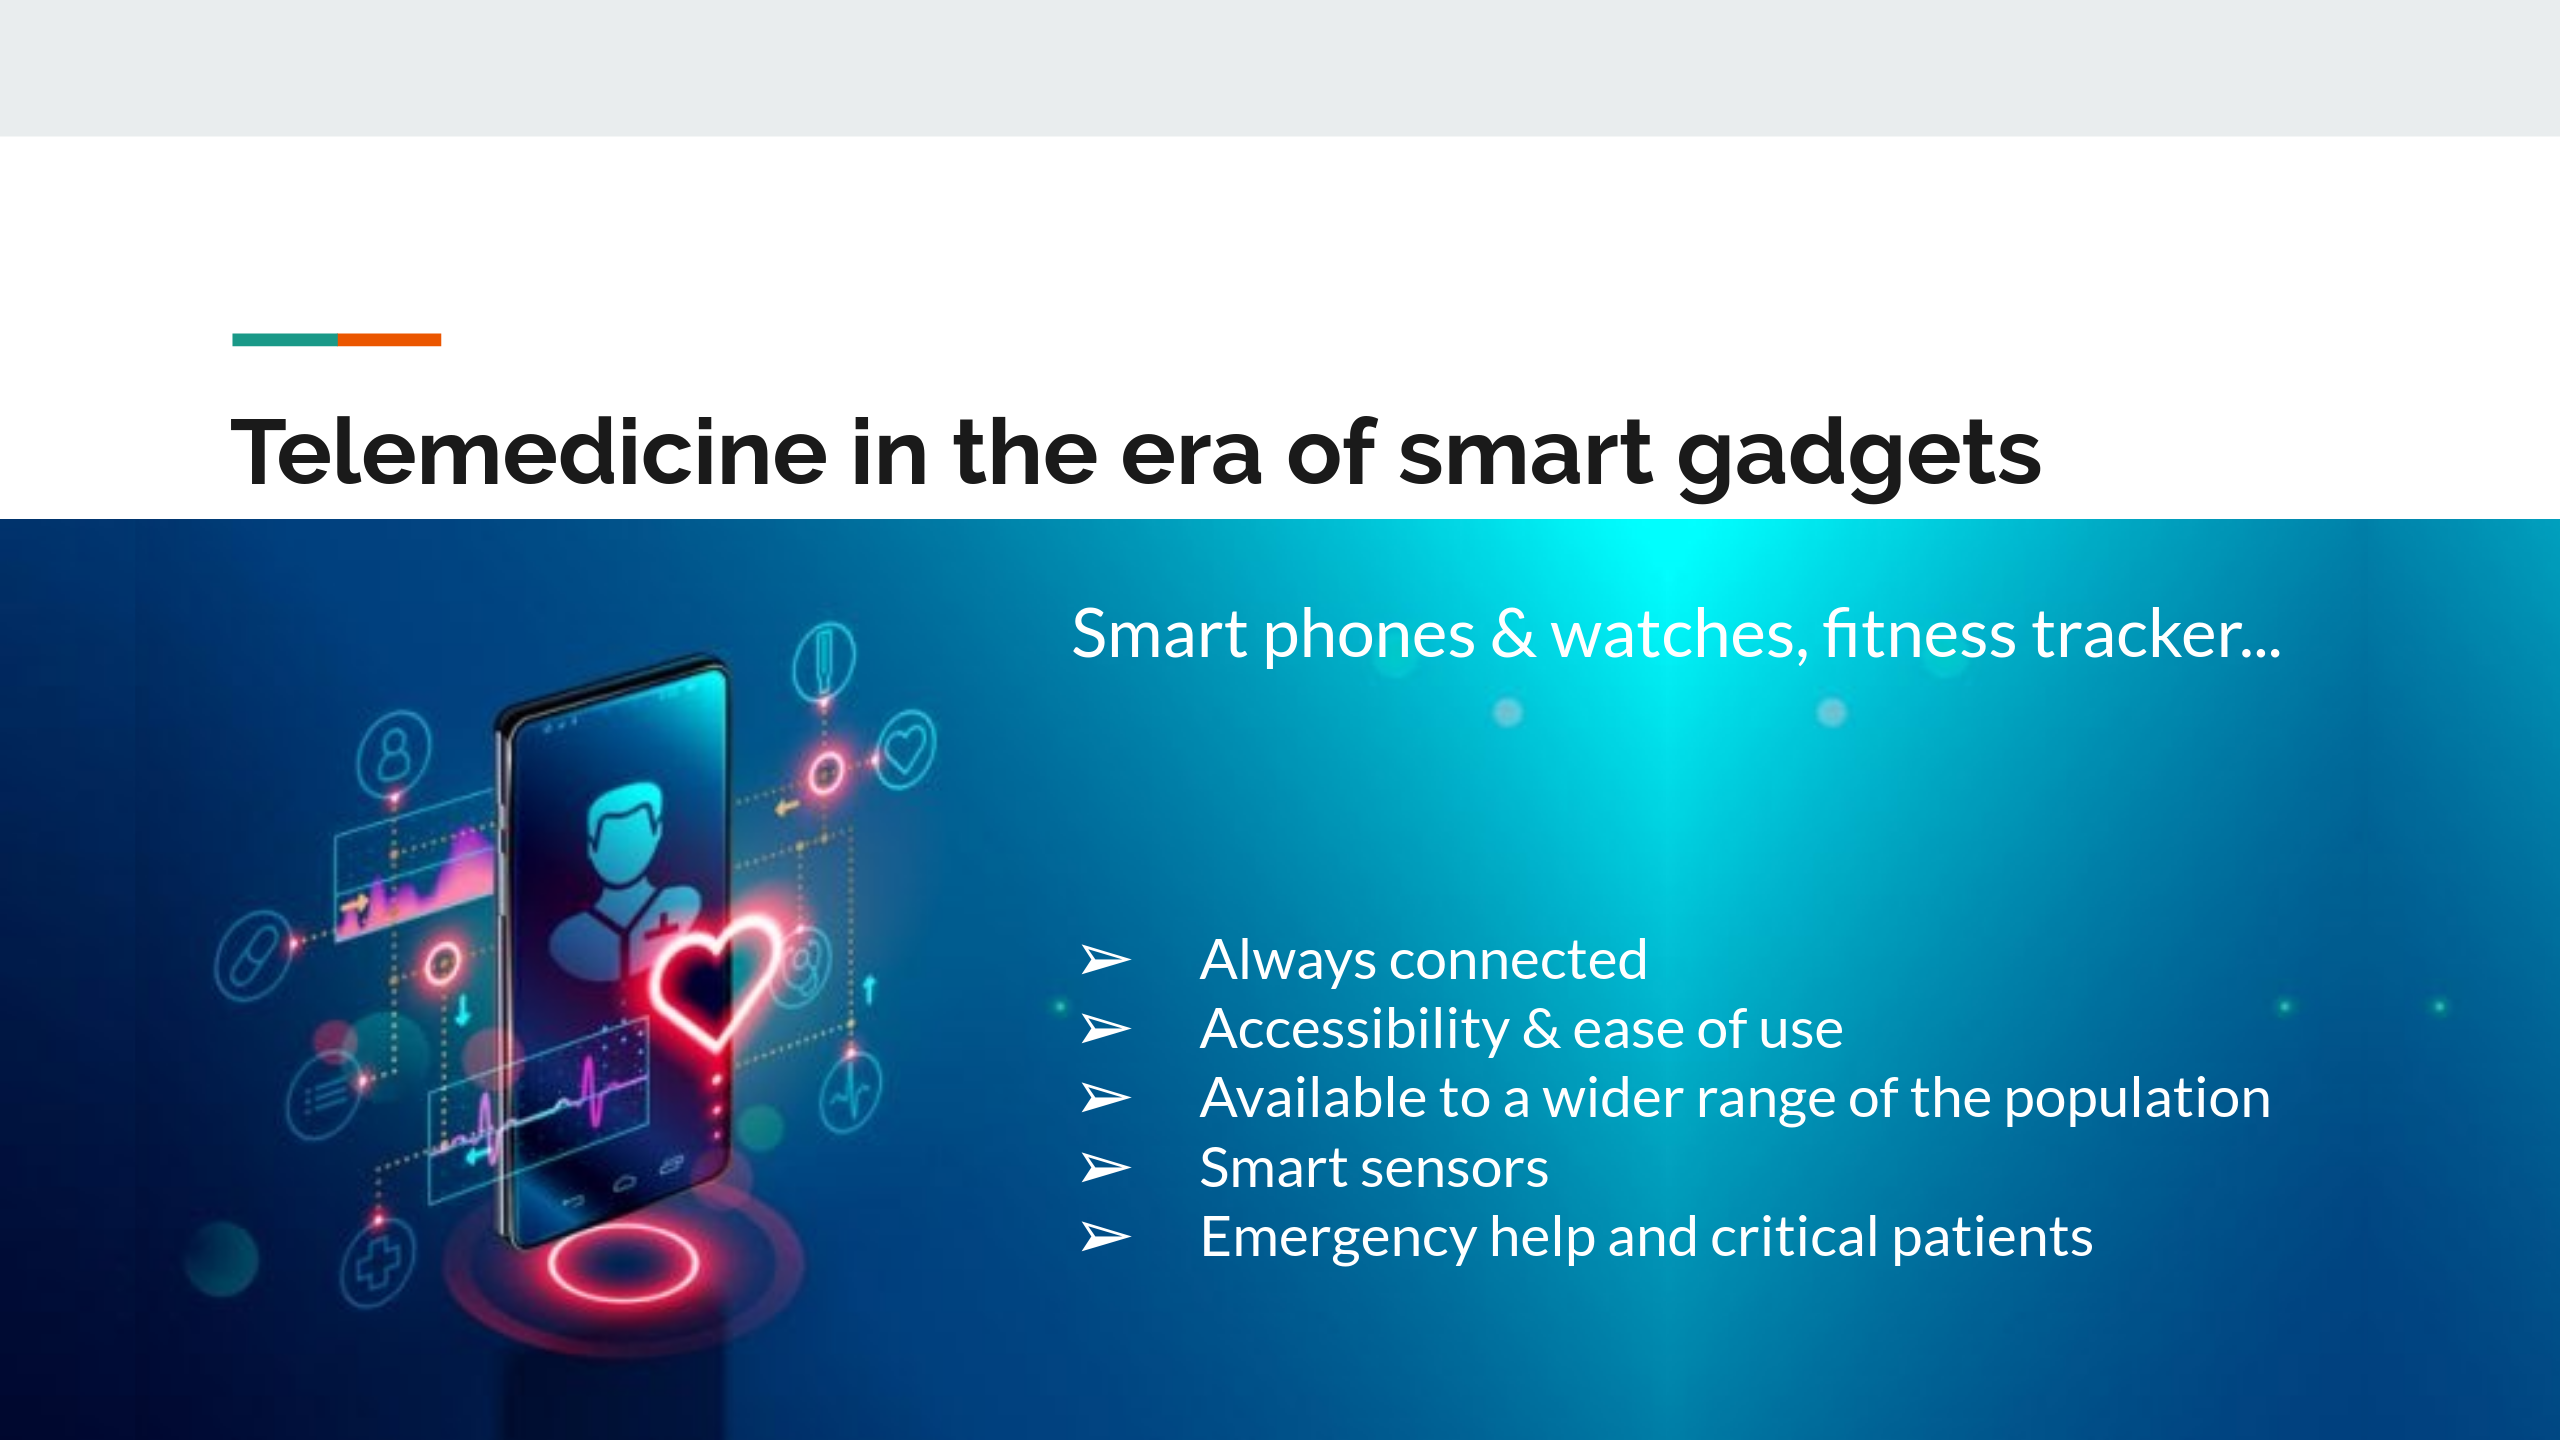 Telemedicine in the era of smart gadgets
Smart phones & watches, fitness tracker...
➢ Always connected
➢ Accessibility & ease of use
➢ Available to a wider range of the population
➢ Smart sensors
➢ Emergency help and critical patients